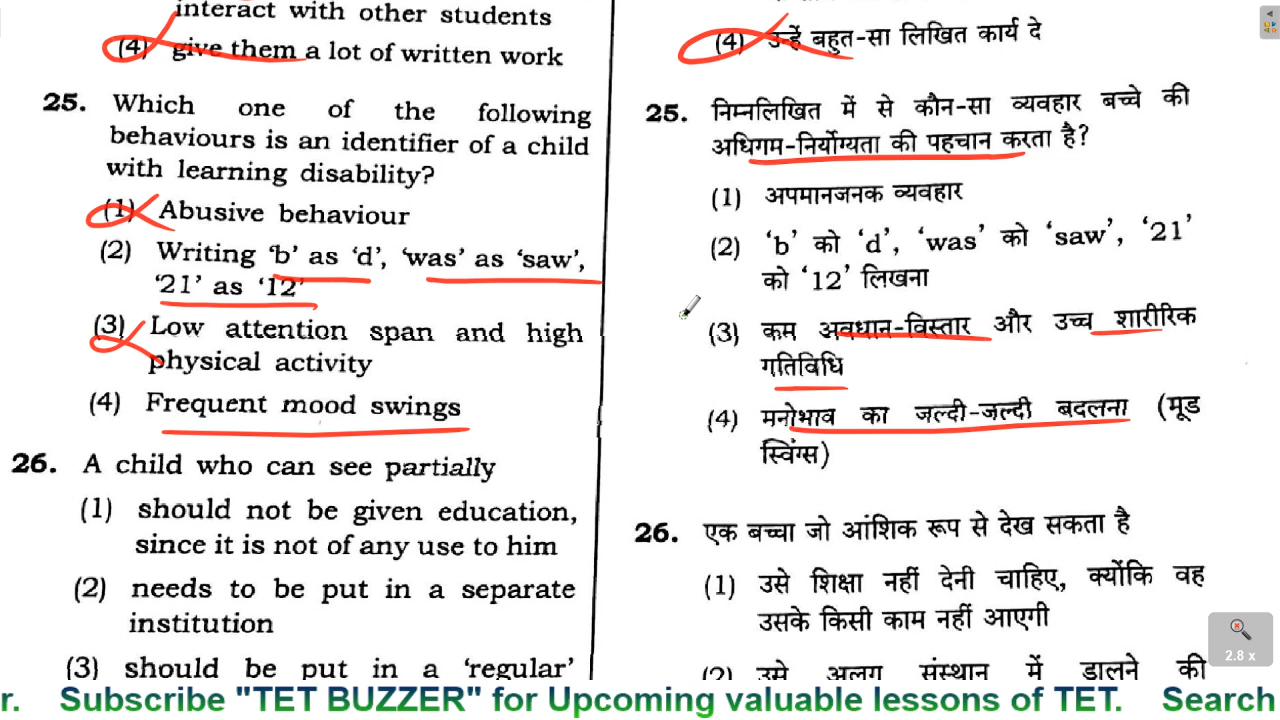 interact with other students
(4) give them a lot of written work
25. Which one of the following
behaviours is an identifier of a child
with learning disability?
(1) Abusive behaviour
(2) Writing ‘b’ as ‘d’, ‘was’ as ‘saw’,
‘21’ as ‘12’
(3) Low attention span and high
physical activity
(4) Frequent mood swings
26. A child who can see partially
(1) should not be given education,
since it is not of any use to him
(2) needs to be put in a separate
institution
(3) should be put in a ‘regular’
(4) उन्हें बहुत-सा लिखित कार्य दे
25. निम्नलिखित में से कौन-सा व्यवहार बच्चे की
अधिगम-निर्योग्यता की पहचान करता है?
(1) अपमानजनक व्यवहार
(2) ‘b’ को ‘d’, ‘was’ को ‘saw’, ‘21’
को ‘12’ लिखना
(3) कम अवधान-विस्तार और उच्च शारीरिक
गतिविधि
(4) मनोभाव का जल्दी-जल्दी बदलना (मूड
स्विंग्स)
26. एक बच्चा जो आंशिक रूप से देख सकता है
(1) उसे शिक्षा नहीं देनी चाहिए, क्योंकि वह
उसके किसी काम नहीं आएगी
(2) उसे अलग संस्थान में डालने की
2.8 x
r. Subscribe "TET BUZZER" for Upcoming valuable lessons of TET. Search